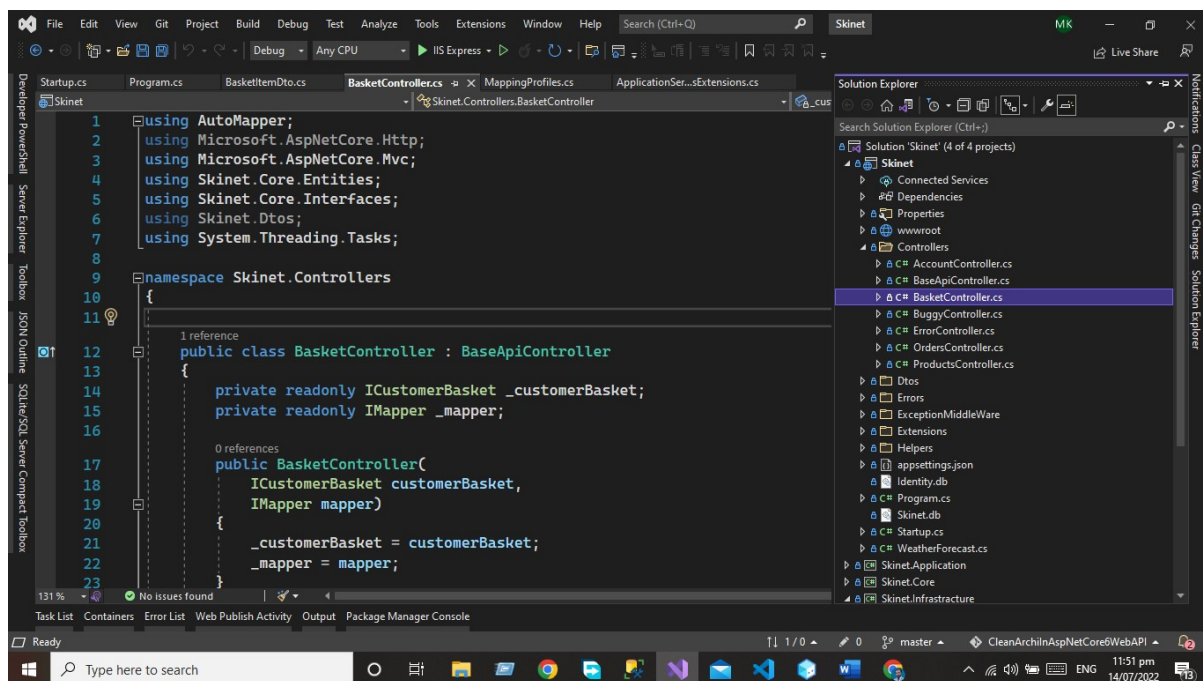 File Edit View Git Project Build Debug Test Analyze Tools Extensions Window Help Search (Ctrl+Q) Skinet MK
Debug Any CPU IIS Express Live Share
Startup.cs Program.cs BasketItemDto.cs BasketController.cs MappingProfiles.cs ApplicationSer...sExtensions.cs
Skinet Skinet.Controllers.BasketController _cus
1 using AutoMapper;
2 using Microsoft.AspNetCore.Http;
3 using Microsoft.AspNetCore.Mvc;
4 using Skinet.Core.Entities;
5 using Skinet.Core.Interfaces;
6 using Skinet.Dtos;
7 using System.Threading.Tasks;
8
9 namespace Skinet.Controllers
10 {
11
1 reference
12 public class BasketController : BaseApiController
13 {
14 private readonly ICustomerBasket _customerBasket;
15 private readonly IMapper _mapper;
16
0 references
17 public BasketController(
18 ICustomerBasket customerBasket,
19 IMapper mapper)
20 {
21 _customerBasket = customerBasket;
22 _mapper = mapper;
23 }
131 % No issues found
Task List Containers Error List Web Publish Activity Output Package Manager Console
Developer PowerShell
Server Explorer
Toolbox
JSON Outline
SQLite/SQL Server Compact Toolbox
Solution Explorer
Search Solution Explorer (Ctrl+;)
Solution 'Skinet' (4 of 4 projects)
Skinet
Connected Services
Dependencies
Properties
wwwroot
Controllers
C# AccountController.cs
C# BaseApiController.cs
C# BasketController.cs
C# BuggyController.cs
C# ErrorController.cs
C# OrdersController.cs
C# ProductsController.cs
Dtos
Errors
ExceptionMiddleWare
Extensions
Helpers
appsettings.json
Identity.db
C# Program.cs
Skinet.db
C# Startup.cs
C# WeatherForecast.cs
C# Skinet.Application
C# Skinet.Core
C# Skinet.Infrastracture
Notifications
Class View
Git Changes
Solution Explorer
Ready 1 / 0 0 master CleanArchiInAspNetCore6WebAPI 2
Type here to search ENG 11:51 pm
14/07/2022 13